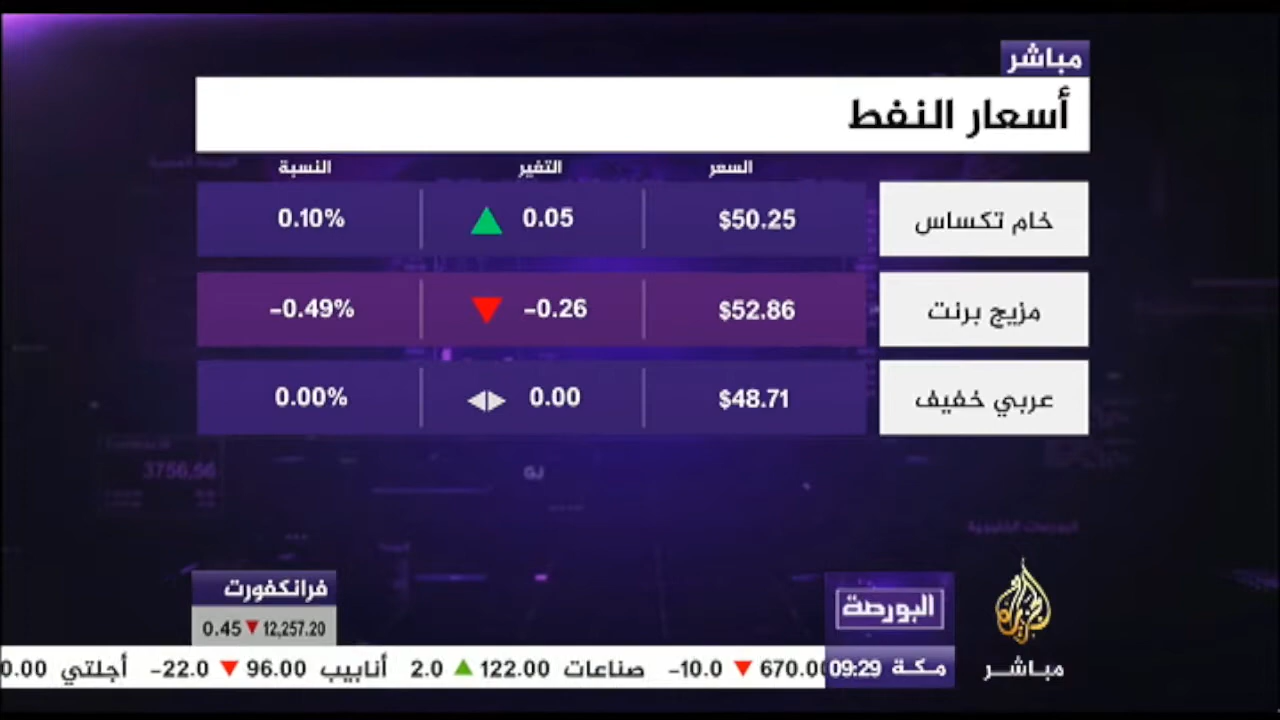 مباشر
أسعار النفط
السعر التغير النسبة
خام تكساس $50.25 0.05 0.10%
مزيج برنت $52.86 -0.26 -0.49%
عربي خفيف $48.71 0.00 0.00%
3756.56
فرانكفورت
0.45 ▼ 12,257.20
البورصة
الجزيرة
مباشر
مكة 09:29
670.00 ▼ -10.0 صناعات 122.00 ▲ 2.0 أنابيب 96.00 ▼ -22.0 أجلتي 0.00